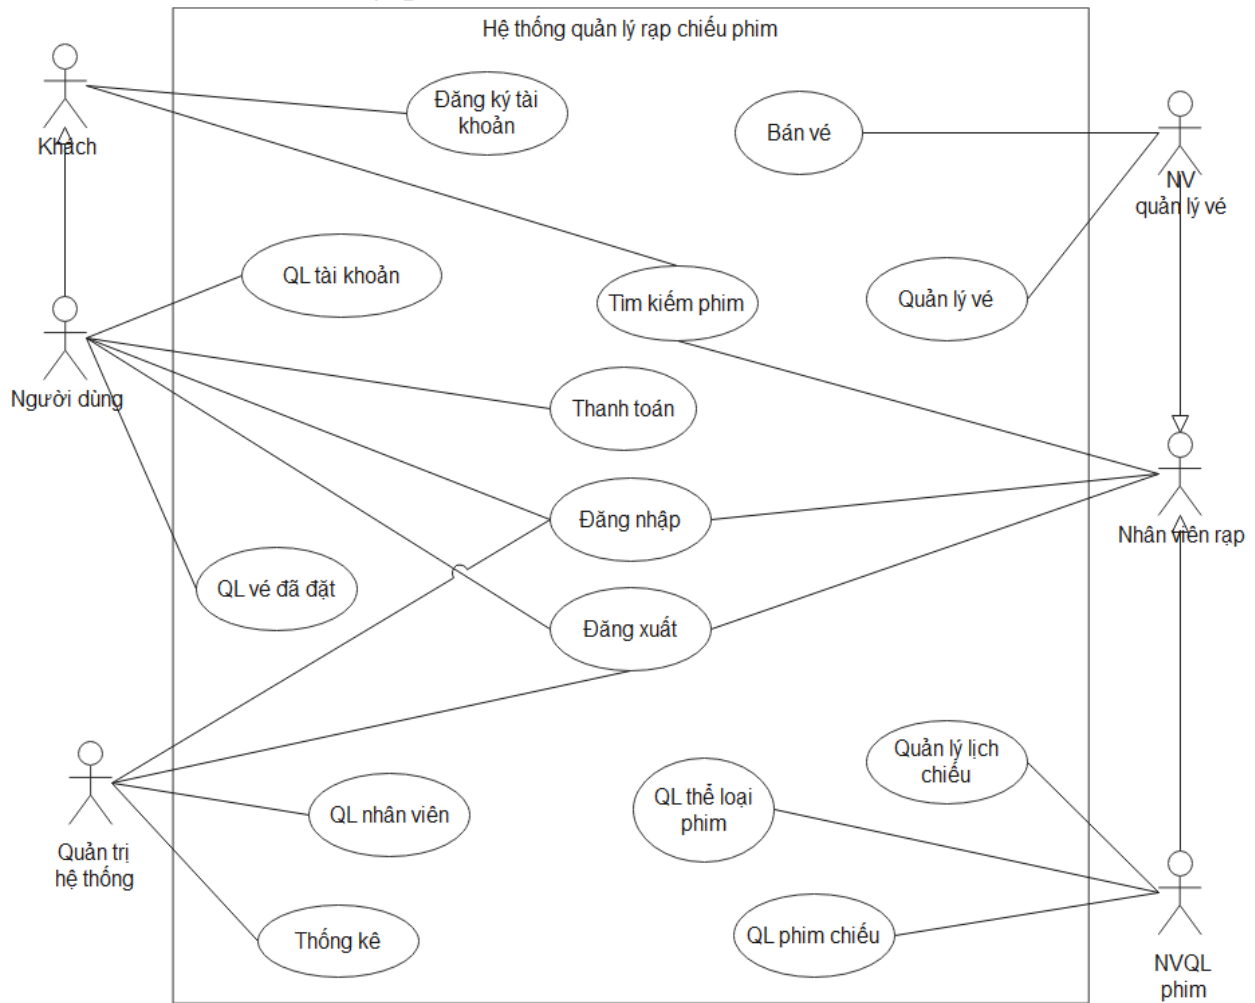 Hệ thống quản lý rạp chiếu phim
Khách
Đăng ký tài
khoản
Bán vé
NV
quản lý vé
QL tài khoản
Tìm kiếm phim
Quản lý vé
Người dùng
Thanh toán
Đăng nhập
Nhân viên rạp
QL vé đã đặt
Đăng xuất
Quản trị
hệ thống
QL nhân viên
QL thể loại
phim
Quản lý lịch
chiếu
Thống kê
QL phim chiếu
NVQL
phim